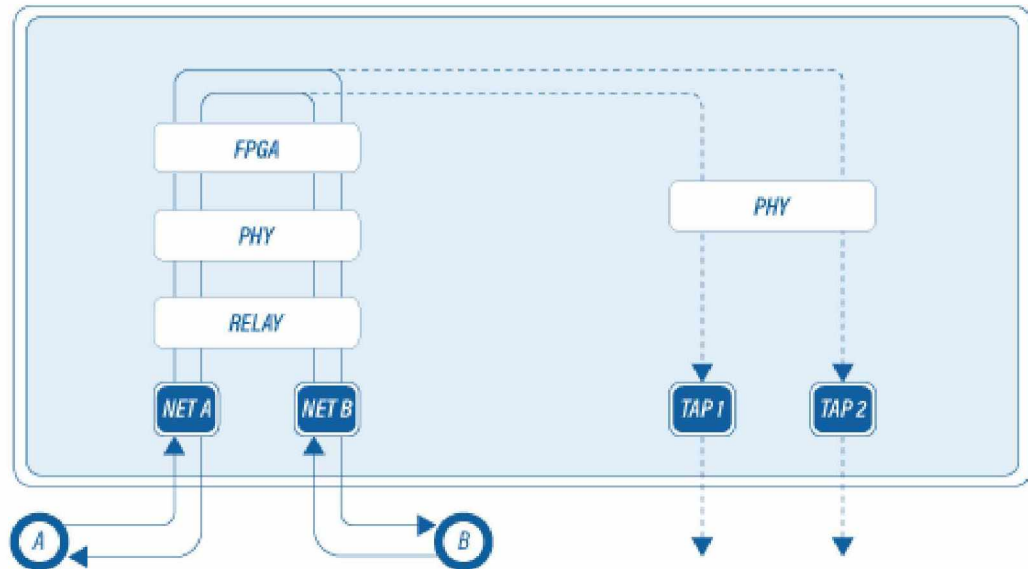 FPGA
PHY
PHY
RELAY
NET A
NET B
TAP 1
TAP 2
A
B